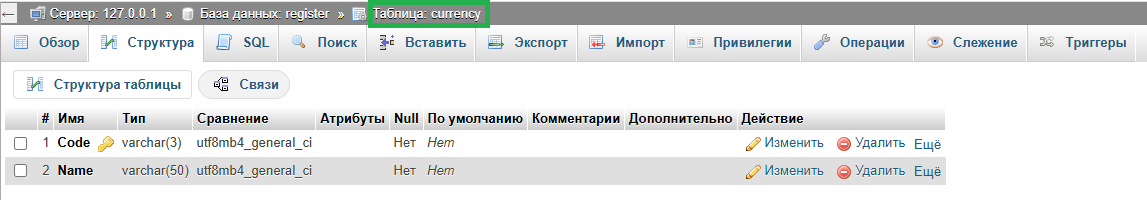 Сервер: 127.0.0.1 » База данных: register » Таблица: currency
Обзор Структура SQL Поиск Вставить Экспорт Импорт Привилегии Операции Слежение Триггеры
Структура таблицы Связи
# Имя Тип Сравнение Атрибуты Null По умолчанию Комментарии Дополнительно Действие
1 Code varchar(3) utf8mb4_general_ci Нет Нет Изменить Удалить Ещё
2 Name varchar(50) utf8mb4_general_ci Нет Нет Изменить Удалить Ещё